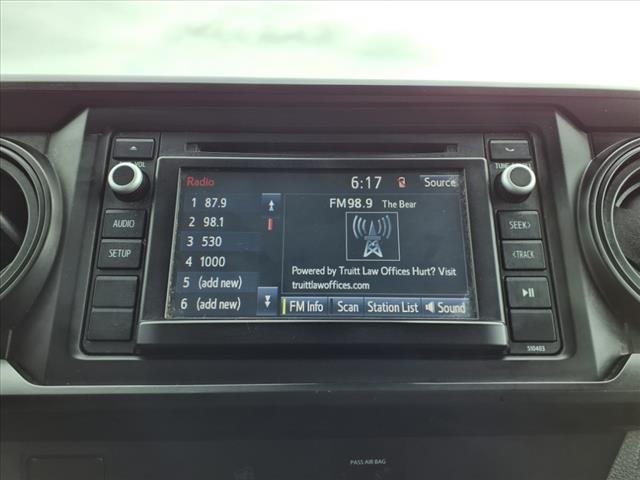 VOL
TUNE
Radio 6:17 Source
1 87.9
2 98.1
3 530
4 1000
5 (add new)
6 (add new)
FM98.9 The Bear
Powered by Truitt Law Offices Hurt? Visit
truittlawoffices.com
FM Info Scan Station List Sound
AUDIO
SETUP
SEEK>
<TRACK
510403
PASS AIR BAG